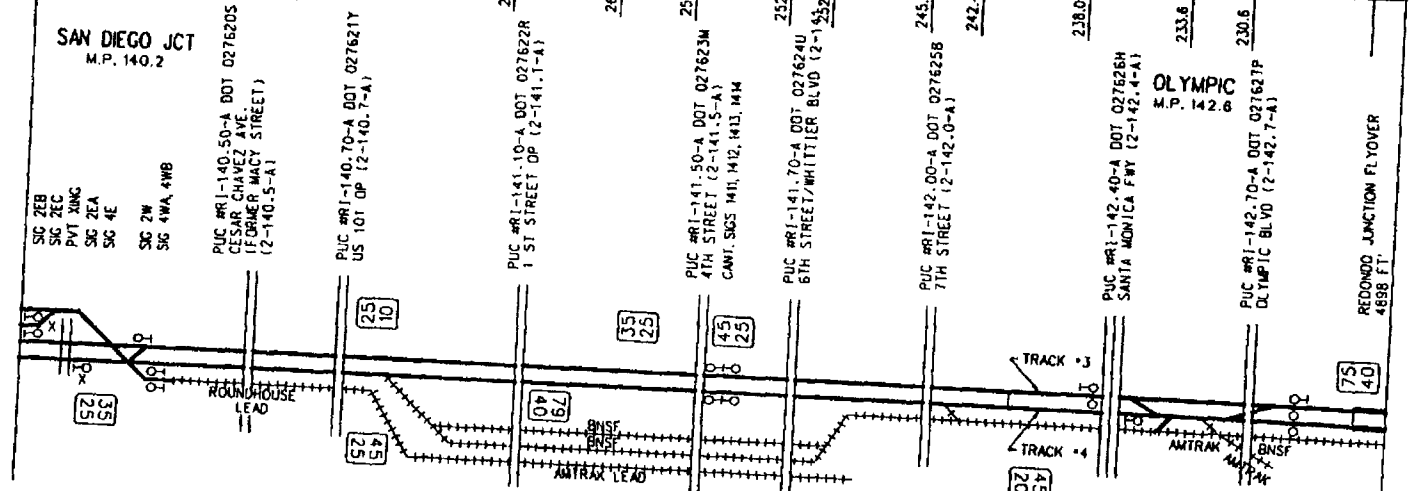 245.
242.
238.0
233.6
230.6
SAN DIEGO JCT
M.P. 140.2
SIG 2EB
SIG 2EC
PVT XING
SIG 2EA
SIG 4E
SIG 2W
SIG 4WA, 4WB
PUC #RI-140.50-A DOT 027620S
CESAR CHAVEZ AVE.
(FORMER MACY STREET)
(2-140.5-A)
PUC #RI-140.70-A DOT 027621Y
US 101 OP (2-140.7-A)
PUC #RI-141.10-A DOT 027622R
1 ST STREET OP (2-141.1-A)
PUC #RI-141.50-A DOT 027623M
4TH STREET (2-141.5-A)
CANT. SIGS 1411, 1412, 1413, 1414
PUC #RI-141.70-A DOT 027624U
6TH STREET/WHITTIER BLVD
PUC #RI-142.00-A DOT 027625B
7TH STREET (2-142.0-A)
PUC #RI-142.40-A DOT 027626H
SANTA MONICA FWY (2-142.4-A)
OLYMPIC
M.P. 142.6
PUC #RI-142.70-A DOT 027627P
OLYMPIC BLVD (2-142.7-A)
REDONDO JUNCTION FLYOVER
4898 FT'
35
25
ROUNDHOUSE
LEAD
25
10
45
25
79
40
35
25
45
25
BNSF
BNSF
AMTRAK LEAD
TRACK #3
TRACK #4
45
20
AMTRAK
AMTRAK
BNSF
75
40